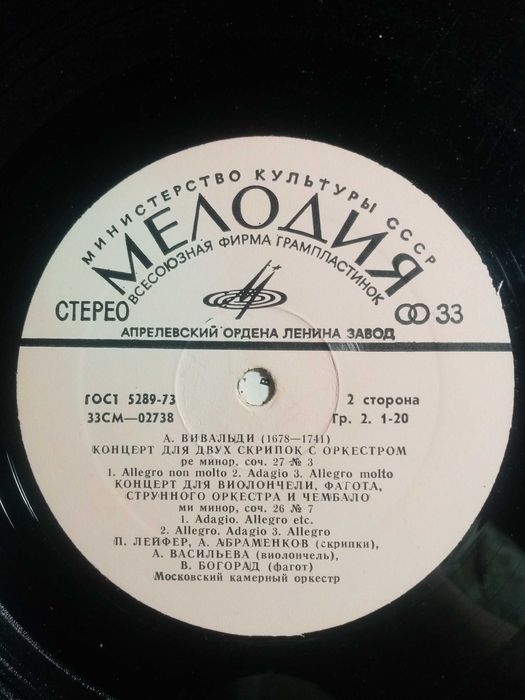 МИНИСТЕРСТВО КУЛЬТУРЫ СССР
МЕЛОДИЯ
ВСЕСОЮЗНАЯ ФИРМА ГРАМПЛАСТИНОК
СТЕРЕО 33
АПРЕЛЕВСКИЙ ОРДЕНА ЛЕНИНА ЗАВОД
ГОСТ 5289-73 2 сторона
33СМ—02738 Гр. 2. 1-20
А. ВИВАЛЬДИ (1678—1741)
КОНЦЕРТ ДЛЯ ДВУХ СКРИПОК С ОРКЕСТРОМ
ре минор, соч. 27 № 3
1. Allegro non molto 2. Adagio 3. Allegro molto
КОНЦЕРТ ДЛЯ ВИОЛОНЧЕЛИ, ФАГОТА,
СТРУННОГО ОРКЕСТРА И ЧЕМБАЛО
ми минор, соч. 26 № 7
1. Adagio. Allegro etc.
2. Allegro. Adagio 3. Allegro
П. ЛЕЙФЕР, А. АБРАМЕНКОВ (скрипки),
А. ВАСИЛЬЕВА (виолончель),
В. БОГОРАД (фагот)
Московский камерный оркестр